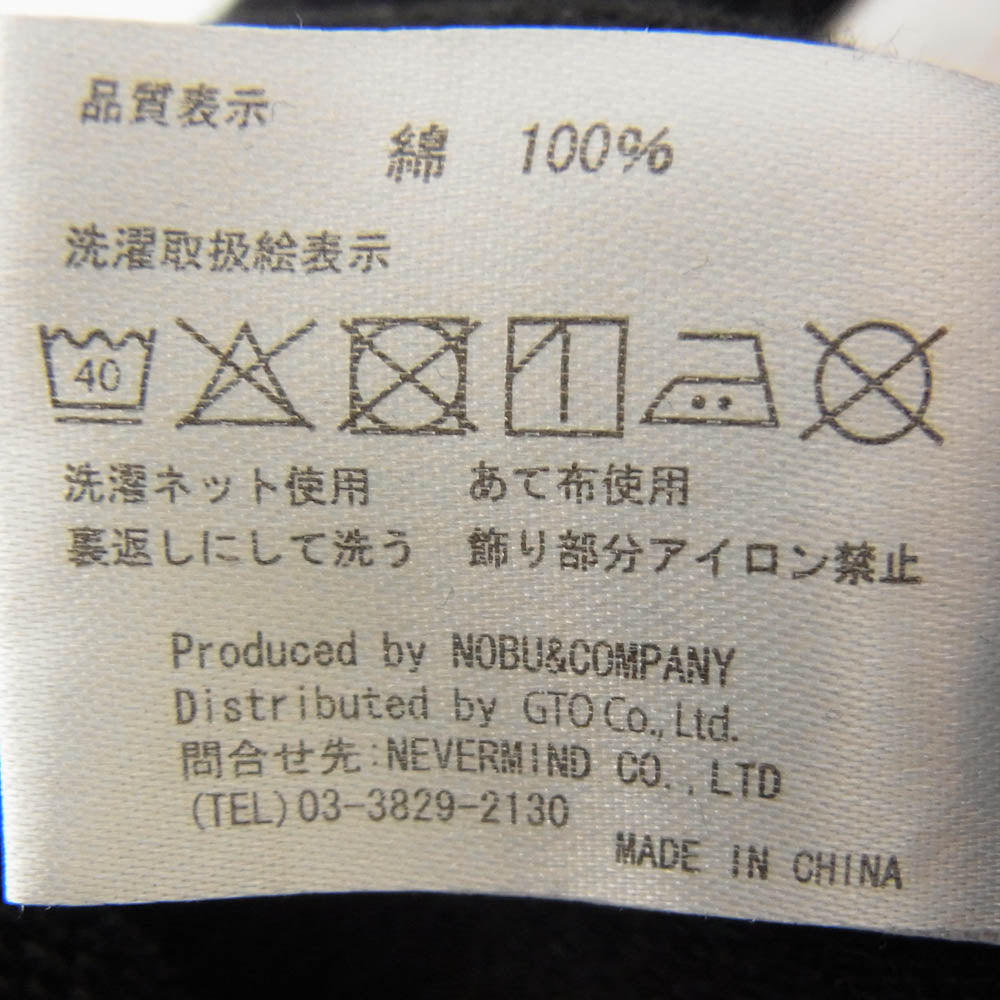 品質表示
綿 100%
洗濯取扱絵表示
40
洗濯ネット使用 あて布使用
裏返しにして洗う 飾り部分アイロン禁止
Produced by NOBU&COMPANY
Distributed by GTO Co.,Ltd.
問合せ先:NEVERMIND CO.,LTD
(TEL)03-3829-2130
MADE IN CHINA